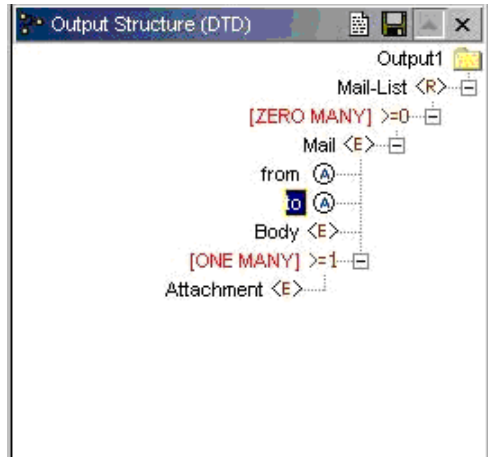 Output Structure (DTD)
Output1
Mail-List <R>
[ZERO MANY] >=0
Mail <E>
from A
to A
Body <E>
[ONE MANY] >=1
Attachment <E>